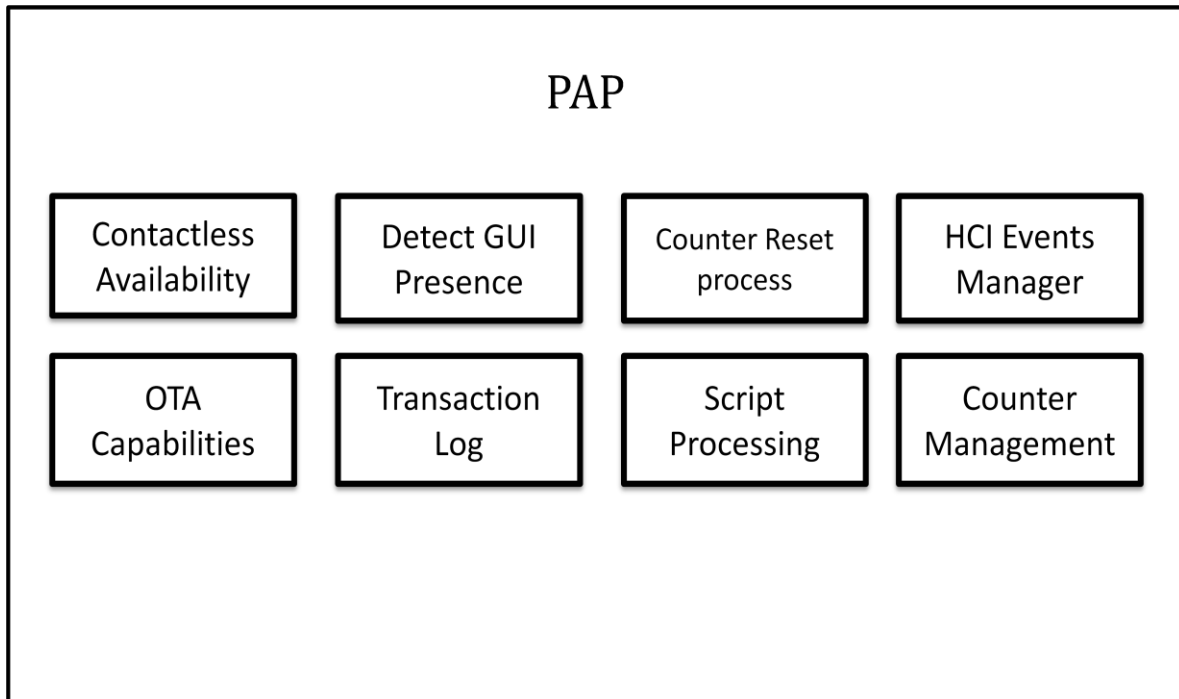 PAP
Contactless
Availability
Detect GUI
Presence
Counter Reset
process
HCI Events
Manager
OTA
Capabilities
Transaction
Log
Script
Processing
Counter
Management